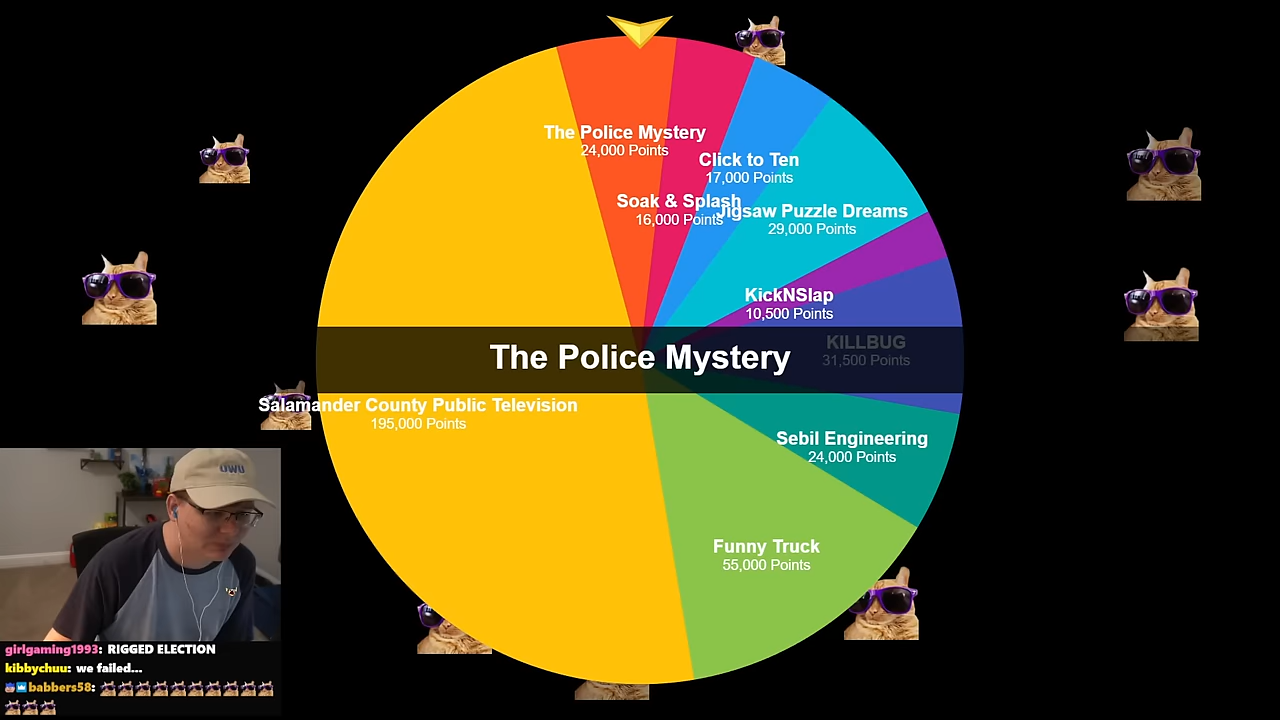 The Police Mystery
24,000 Points
Click to Ten
17,000 Points
Soak & Splash
16,000 Points
Jigsaw Puzzle Dreams
29,000 Points
KickNSlap
10,500 Points
KILLBUG
31,500 Points
The Police Mystery
Salamander County Public Television
195,000 Points
Sebil Engineering
24,000 Points
Funny Truck
55,000 Points
UWU
girlgaming1993: RIGGED ELECTION
kibbychuu: we failed...
babbers58: